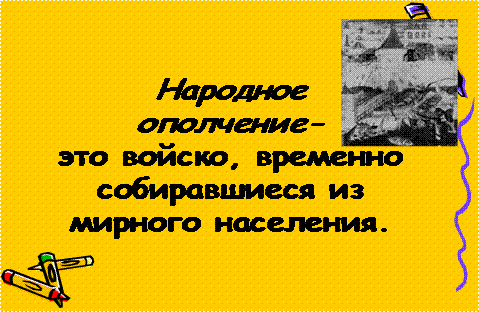 Народное
ополчение-
это войско, временно
собиравшиеся из
мирного населения.